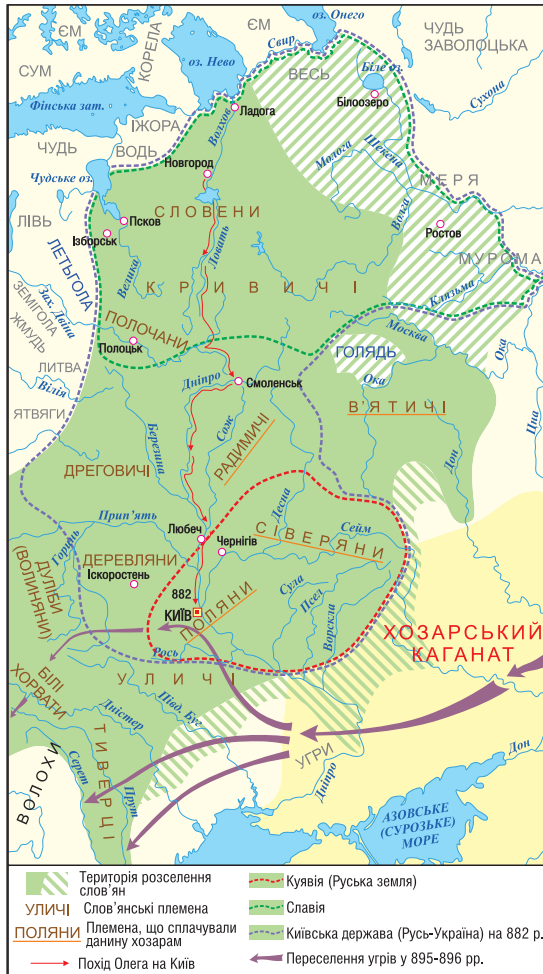 ЄМ
ЄМ
оз. Онего
ЧУДЬ
ЗАВОЛОЦЬКА
СУМ
КОРЕЛА
оз. Нево
Свир
ВЕСЬ
Біле оз.
Білоозеро
Сухона
Фінська зат.
ІЖОРА
Ладога
Волхов
ЧУДЬ
ВОДЬ
Новгород
Молога
Шексна
Чудське оз.
МЕРЯ
Волга
ЛІВЬ
Псков
СЛОВЕНИ
Ростов
Ізборськ
Ловать
МУРОМА
ЛЕТЬГОЛА
Велика
КРИВИЧІ
Клязьма
ЗЕМІГОЛА
Зах. Двіна
ЖМУДЬ
ПОЛОЧАНИ
Москва
Полоцьк
ГОЛЯДЬ
Ока
ЛИТВА
Дніпро
Смоленськ
Ока
Вілія
ЯТВЯГИ
Сож
В'ЯТИЧІ
Цна
Березина
РАДИМИЧІ
Дон
ДРЕГОВИЧІ
Десна
Прип'ять
Любеч
Сейм
Горинь
Чернігів
СІВЕРЯНИ
ДУЛІБИ
(ВОЛИНЯНИ)
ДЕРЕВЛЯНИ
Іскоростень
882
Сула
КИЇВ
ПОЛЯНИ
Псел
Ворскла
ХОЗАРСЬКИЙ
КАГАНАТ
Рось
БІЛІ
ХОРВАТИ
УЛИЧІ
Дністер
Півд. Буг
УГРИ
Дон
ВОЛОХИ
Серет
ТИВЕРЦІ
Прут
Дніпро
АЗОВСЬКЕ
(СУРОЗЬКЕ)
МОРЕ
Територія розселення
слов'ян
УЛИЧІ Слов'янські племена
ПОЛЯНИ Племена, що сплачували
данину хозарам
Похід Олега на Київ
Куявія (Руська земля)
Славія
Київська держава (Русь-Україна) на 882 р.
Переселення угрів у 895-896 рр.